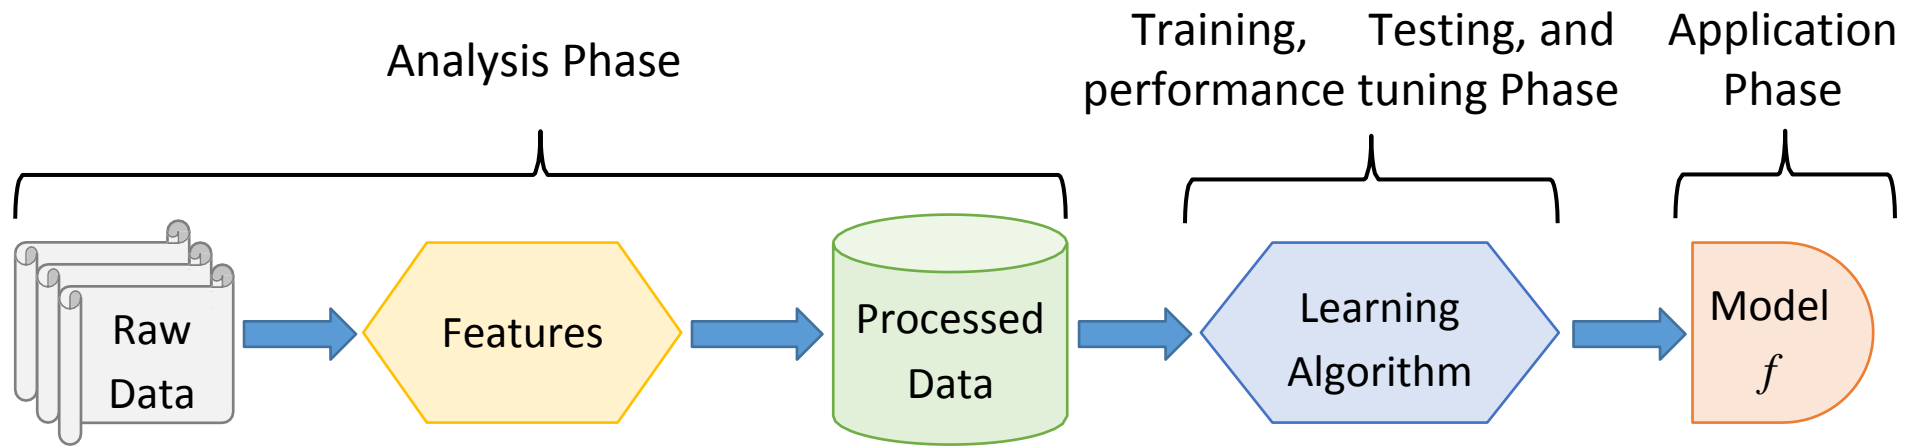 Analysis Phase
Training, Testing, and
performance tuning Phase
Application
Phase
Raw
Data
Features
Processed
Data
Learning
Algorithm
Model
f